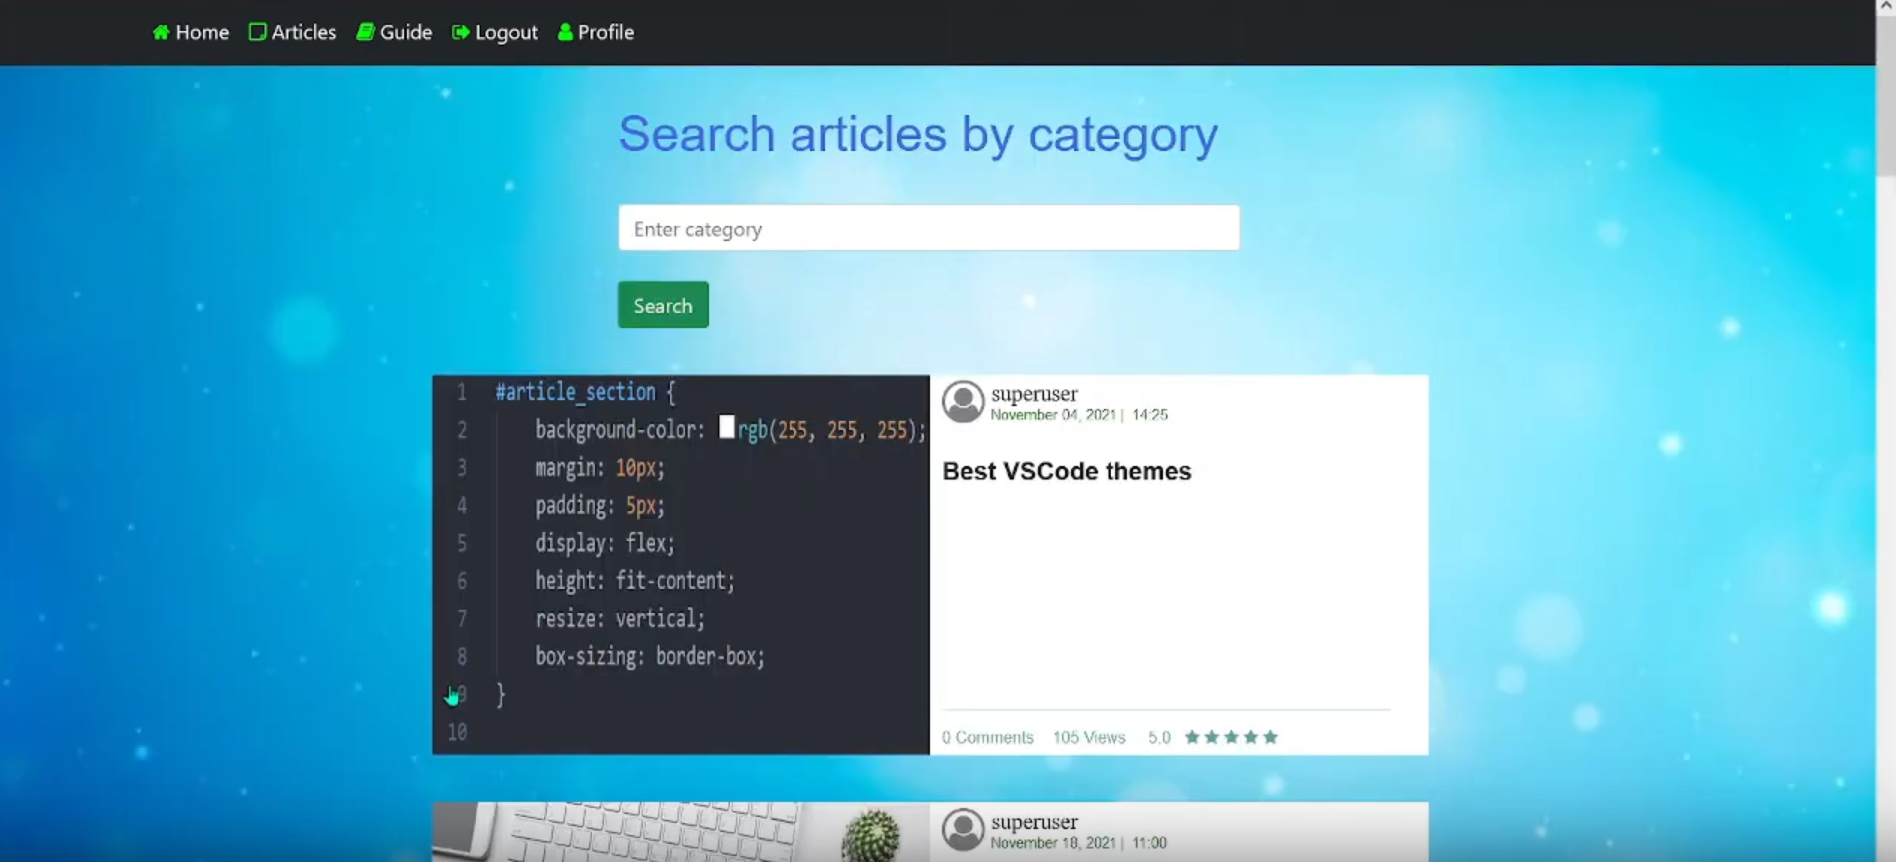 Home Articles Guide Logout Profile
Search articles by category
Enter category
Search
1 #article_section {
2 background-color: rgb(255, 255, 255);
3 margin: 10px;
4 padding: 5px;
5 display: flex;
6 height: fit-content;
7 resize: vertical;
8 box-sizing: border-box;
9 }
10
superuser
November 04, 2021 | 14:25
Best VSCode themes
0 Comments 105 Views 5.0
superuser
November 18, 2021 | 11:00